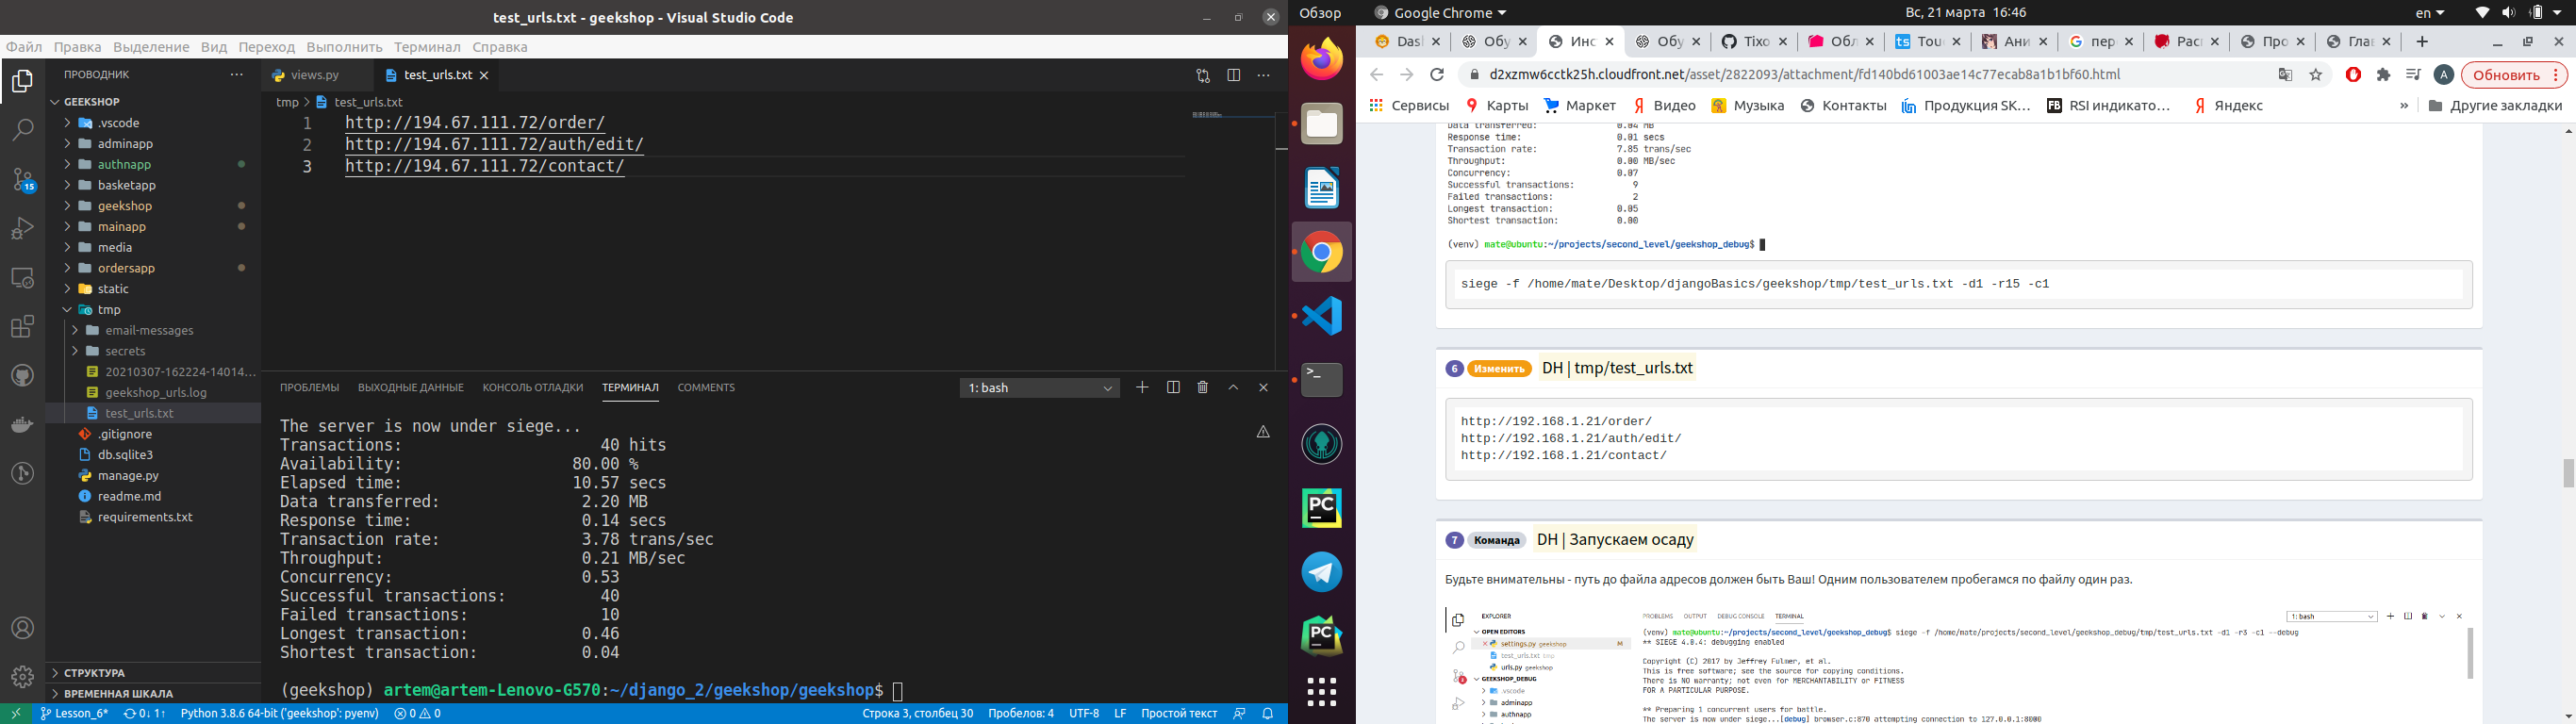 test_urls.txt - geekshop - Visual Studio Code
Файл Правка Выделение Вид Переход Выполнить Терминал Справка
ПРОВОДНИК
GEEKSHOP
.vscode
adminapp
authnapp
basketapp
geekshop
mainapp
media
ordersapp
static
tmp
email-messages
secrets
20210307-162224-14014...
geekshop_urls.log
test_urls.txt
.gitignore
db.sqlite3
manage.py
readme.md
requirements.txt
СТРУКТУРА
ВРЕМЕННАЯ ШКАЛА
15
views.py
test_urls.txt
tmp > test_urls.txt
1 http://194.67.111.72/order/
2 http://194.67.111.72/auth/edit/
3 http://194.67.111.72/contact/
ПРОБЛЕМЫ ВЫХОДНЫЕ ДАННЫЕ КОНСОЛЬ ОТЛАДКИ ТЕРМИНАЛ COMMENTS
1: bash
The server is now under siege...
Transactions: 40 hits
Availability: 80.00 %
Elapsed time: 10.57 secs
Data transferred: 2.20 MB
Response time: 0.14 secs
Transaction rate: 3.78 trans/sec
Throughput: 0.21 MB/sec
Concurrency: 0.53
Successful transactions: 40
Failed transactions: 10
Longest transaction: 0.46
Shortest transaction: 0.04
(geekshop) artem@artem-Lenovo-G570:~/django_2/geekshop/geekshop$
Lesson_6* 0↓ 1↑ Python 3.8.6 64-bit ('geekshop': pyenv) 0 0
Строка 3, столбец 30 Пробелов: 4 UTF-8 LF Простой текст
Обзор Google Chrome Вс, 21 марта 16:46 en
Das Обу Инс Обу Tixo Обл Tou Ани пер Рас Про Гла
d2xzmw6cctk25h.cloudfront.net/asset/2822093/attachment/fd140bd61003ae14c77ecab8a1b1bf60.html
A Обновить
Сервисы Карты Маркет Видео Музыка Контакты Продукция SK... RSI индикато... Яндекс » Другие закладки
Data transferred: 0.04 MB
Response time: 0.01 secs
Transaction rate: 7.85 trans/sec
Throughput: 0.00 MB/sec
Concurrency: 0.07
Successful transactions: 9
Failed transactions: 2
Longest transaction: 0.05
Shortest transaction: 0.00
(venv) mate@ubuntu:~/projects/second_level/geekshop_debug$
siege -f /home/mate/Desktop/djangoBasics/geekshop/tmp/test_urls.txt -d1 -r15 -c1
6 Изменить DH | tmp/test_urls.txt
http://192.168.1.21/order/
http://192.168.1.21/auth/edit/
http://192.168.1.21/contact/
7 Команда DH | Запускаем осаду
Будьте внимательны - путь до файла адресов должен быть Ваш! Одним пользователем пробегамся по файлу один раз.
EXPLORER
OPEN EDITORS
settings.py geekshop M
test_urls.txt tmp
urls.py geekshop
GEEKSHOP_DEBUG
.vscode
adminapp
authnapp
PROBLEMS OUTPUT DEBUG CONSOLE TERMINAL
1: bash
(venv) mate@ubuntu:~/projects/second_level/geekshop_debug$ siege -f /home/mate/projects/second_level/geekshop_debug/tmp/test_urls.txt -d1 -r3 -c1 --debug
** SIEGE 4.0.4: debugging enabled
Copyright (C) 2017 by Jeffrey Fulmer, et al.
This is free software; see the source for copying conditions.
There is NO warranty; not even for MERCHANTABILITY or FITNESS
FOR A PARTICULAR PURPOSE.
** Preparing 1 concurrent users for battle.
The server is now under siege...[debug] browser.c:870 attempting connection to 127.0.0.1:8000